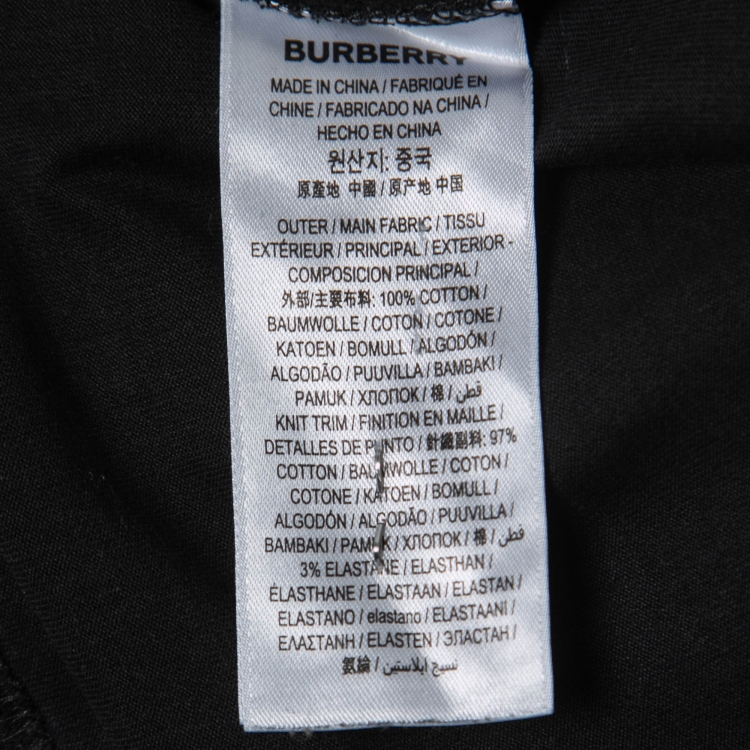 BURBERRY
MADE IN CHINA / FABRIQUÉ EN
CHINE / FABRICADO NA CHINA /
HECHO EN CHINA
원산지: 중국
原產地 中國 / 原产地 中国
OUTER / MAIN FABRIC / TISSU
EXTÉRIEUR / PRINCIPAL / EXTERIOR -
COMPOSICION PRINCIPAL /
外部/主要布料: 100% COTTON /
BAUMWOLLE / COTON / COTONE /
KATOEN / BOMULL / ALGODÓN /
ALGODÃO / PUUVILLA / BAMBAKI /
PAMUK / ХЛОПОК / 棉 / قطن
KNIT TRIM / FINITION EN MAILLE /
DETALLES DE PUNTO / 針織副料: 97%
COTTON / BAUMWOLLE / COTON /
COTONE / KATOEN / BOMULL /
ALGODÓN / ALGODÃO / PUUVILLA /
BAMBAKI / PAMUK / ХЛОПОК / 棉 / قطن
3% ELASTANE / ELASTHAN /
ÉLASTHANE / ELASTAAN / ELASTAN /
ELASTANO / elastano / ELASTAANI /
ΕΛΑΣΤΑΝΗ / ELASTEN / ЭЛАСТАН /
氨綸 / نسيج ايلاستين